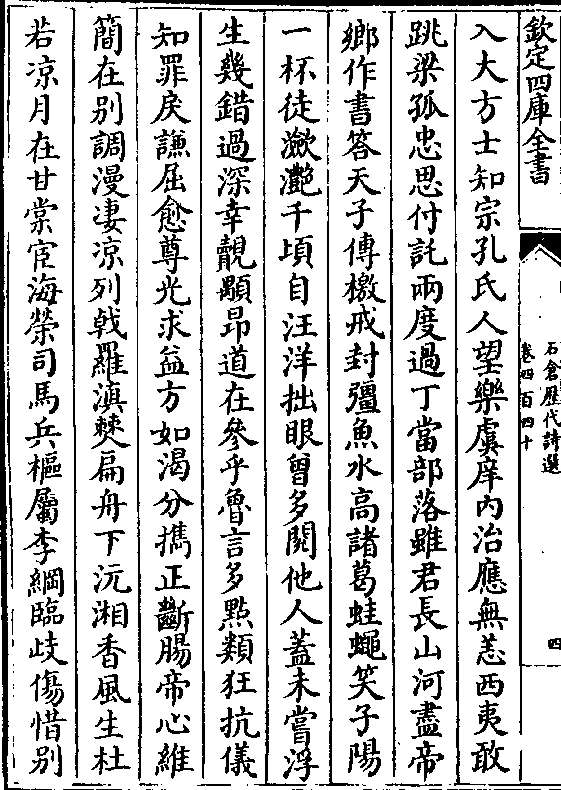 欽定四庫全書
石倉歷代詩選
卷四百四十
四
入大方士知宗孔氏人望樂虞庠内治應無恙西夷敢
跳梁孤忠思付託兩度過丁當部落雖君長山河盡帝
鄉作書答天子傳檄戒封疆魚水高諸葛蛙蠅笑子陽
一杯徒瀲灧千頃自汪洋拙眼曾多閱他人蓋未嘗浮
生幾錯過深幸覩顒昂道在參乎魯言多㸃類狂抗儀
知罪戾謙屈愈尊光求益方如渴分攜正斷腸帝心維
簡在别調漫凄凉列㦸羅滇僰扁舟下沅湘香風生杜
若凉月在甘棠宦海榮司馬兵樞屬李綱臨歧傷惜别